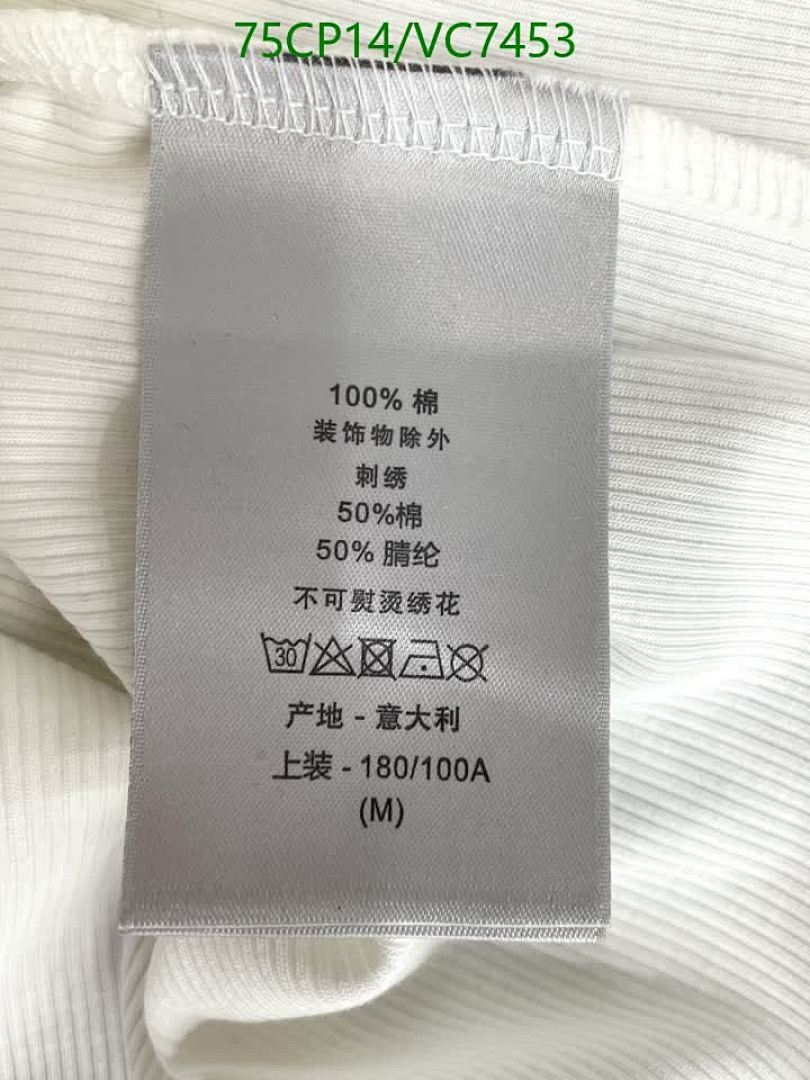 75CP14/VC7453
100% 棉
装饰物除外
刺绣
50%棉
50% 腈纶
不可熨烫绣花
30
产地 - 意大利
上装 - 180/100A
(M)